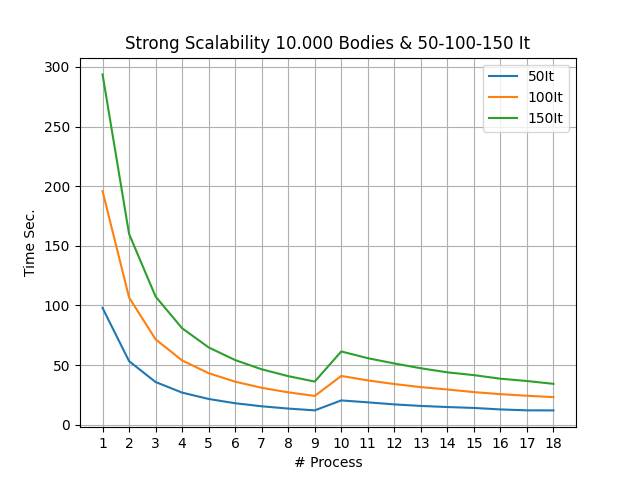 Strong Scalability 10.000 Bodies & 50-100-150 It
300
250
200
150
100
50
0
Time Sec.
50It
100It
150It
1 2 3 4 5 6 7 8 9 10 11 12 13 14 15 16 17 18
# Process